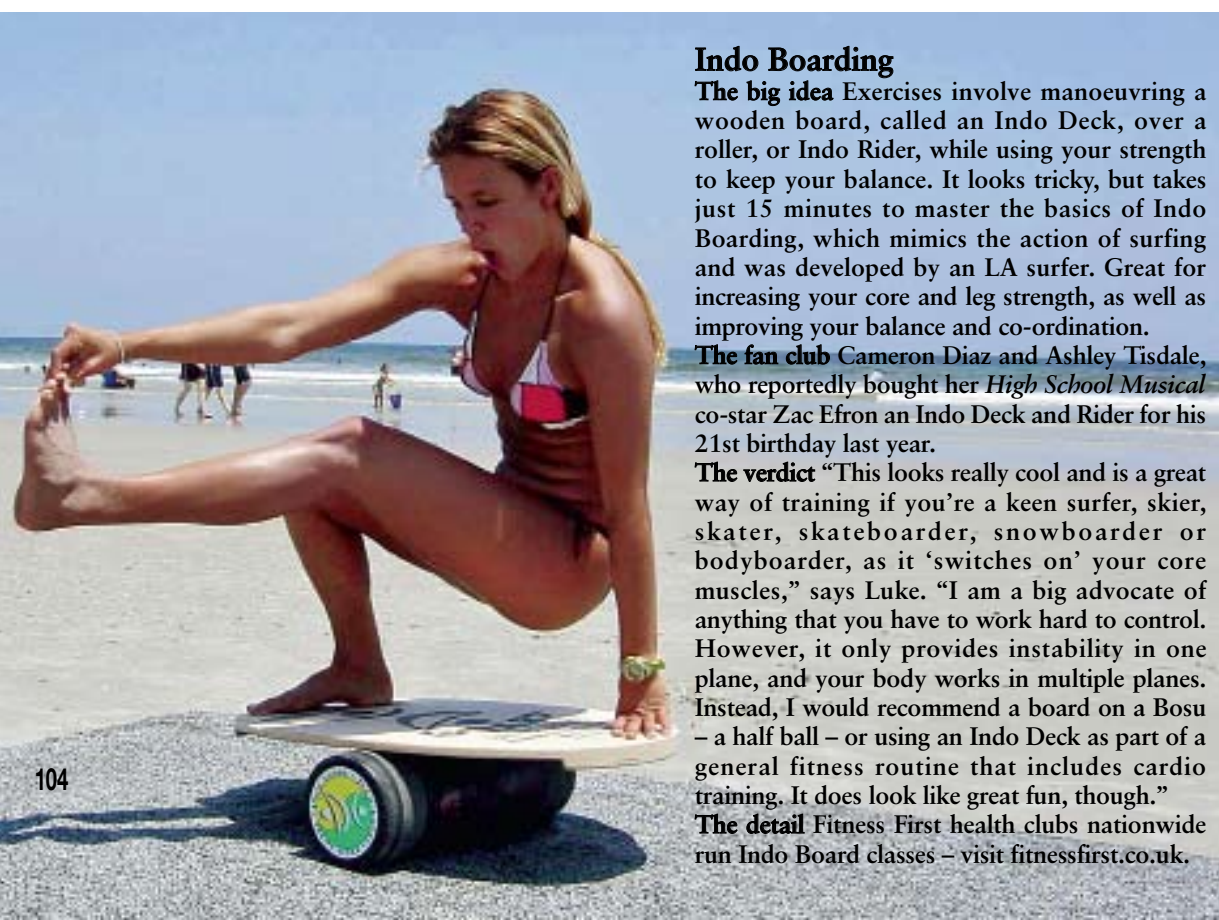 Indo Boarding
The big idea Exercises involve manoeuvring a
wooden board, called an Indo Deck, over a
roller, or Indo Rider, while using your strength
to keep your balance. It looks tricky, but takes
just 15 minutes to master the basics of Indo
Boarding, which mimics the action of surfing
and was developed by an LA surfer. Great for
increasing your core and leg strength, as well as
improving your balance and co-ordination.
The fan club Cameron Diaz and Ashley Tisdale,
who reportedly bought her High School Musical
co-star Zac Efron an Indo Deck and Rider for his
21st birthday last year.
The verdict “This looks really cool and is a great
way of training if you’re a keen surfer, skier,
skater, skateboarder, snowboarder or
bodyboarder, as it ‘switches on’ your core
muscles,” says Luke. “I am a big advocate of
anything that you have to work hard to control.
However, it only provides instability in one
plane, and your body works in multiple planes.
Instead, I would recommend a board on a Bosu
– a half ball – or using an Indo Deck as part of a
general fitness routine that includes cardio
training. It does look like great fun, though.”
The detail Fitness First health clubs nationwide
run Indo Board classes – visit fitnessfirst.co.uk.
104